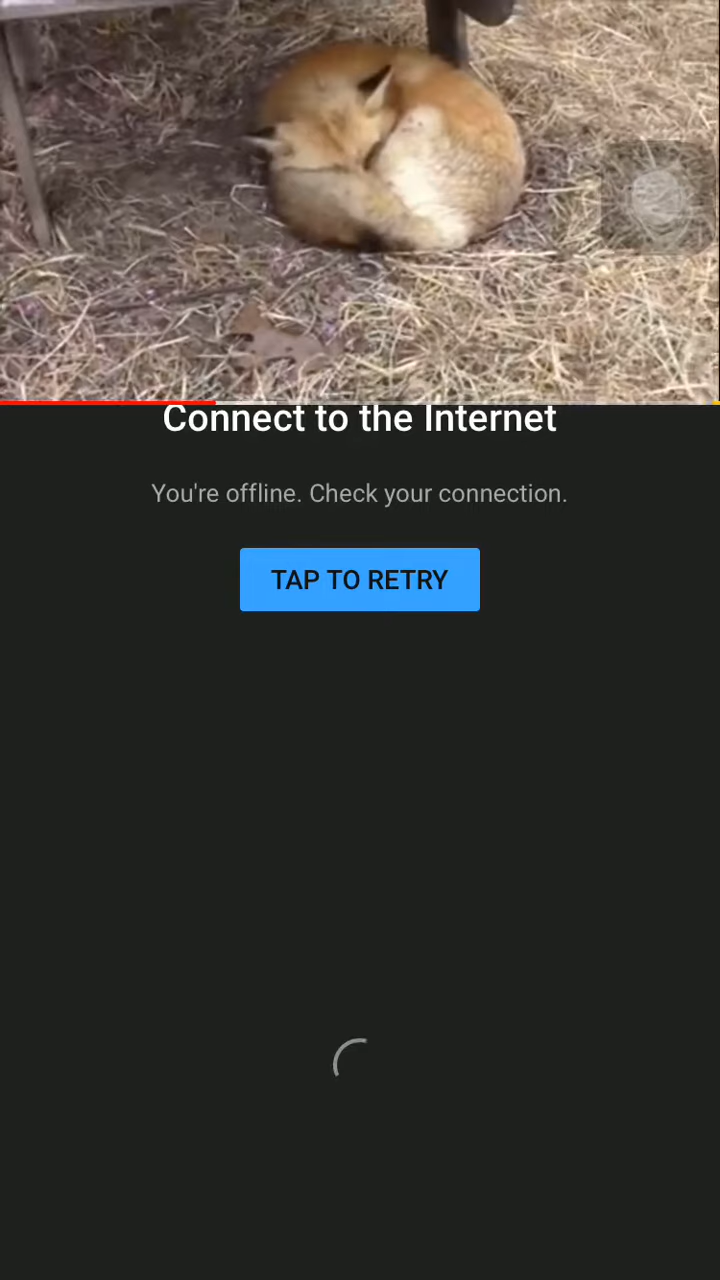 Connect to the Internet
You're offline. Check your connection.
TAP TO RETRY